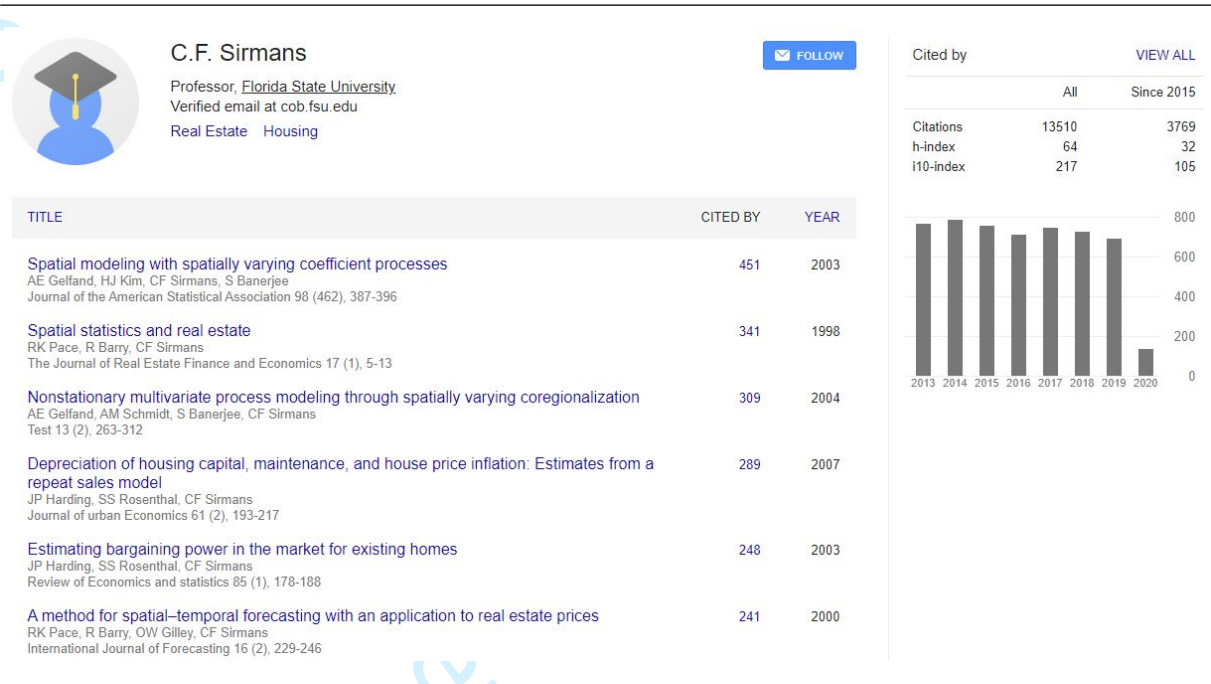 C.F. Sirmans
FOLLOW
Professor, Florida State University
Verified email at cob.fsu.edu
Real Estate Housing
TITLE CITED BY YEAR
Spatial modeling with spatially varying coefficient processes 451 2003
AE Gelfand, HJ Kim, CF Sirmans, S Banerjee
Journal of the American Statistical Association 98 (462), 387-396
Spatial statistics and real estate 341 1998
RK Pace, R Barry, CF Sirmans
The Journal of Real Estate Finance and Economics 17 (1), 5-13
Nonstationary multivariate process modeling through spatially varying coregionalization 309 2004
AE Gelfand, AM Schmidt, S Banerjee, CF Sirmans
Test 13 (2), 263-312
Depreciation of housing capital, maintenance, and house price inflation: Estimates from a 289 2007
repeat sales model
JP Harding, SS Rosenthal, CF Sirmans
Journal of urban Economics 61 (2), 193-217
Estimating bargaining power in the market for existing homes 248 2003
JP Harding, SS Rosenthal, CF Sirmans
Review of Economics and statistics 85 (1), 178-188
A method for spatial–temporal forecasting with an application to real estate prices 241 2000
RK Pace, R Barry, OW Gilley, CF Sirmans
International Journal of Forecasting 16 (2), 229-246
Cited by VIEW ALL
All Since 2015
Citations 13510 3769
h-index 64 32
i10-index 217 105
800
600
400
200
0
2013 2014 2015 2016 2017 2018 2019 2020